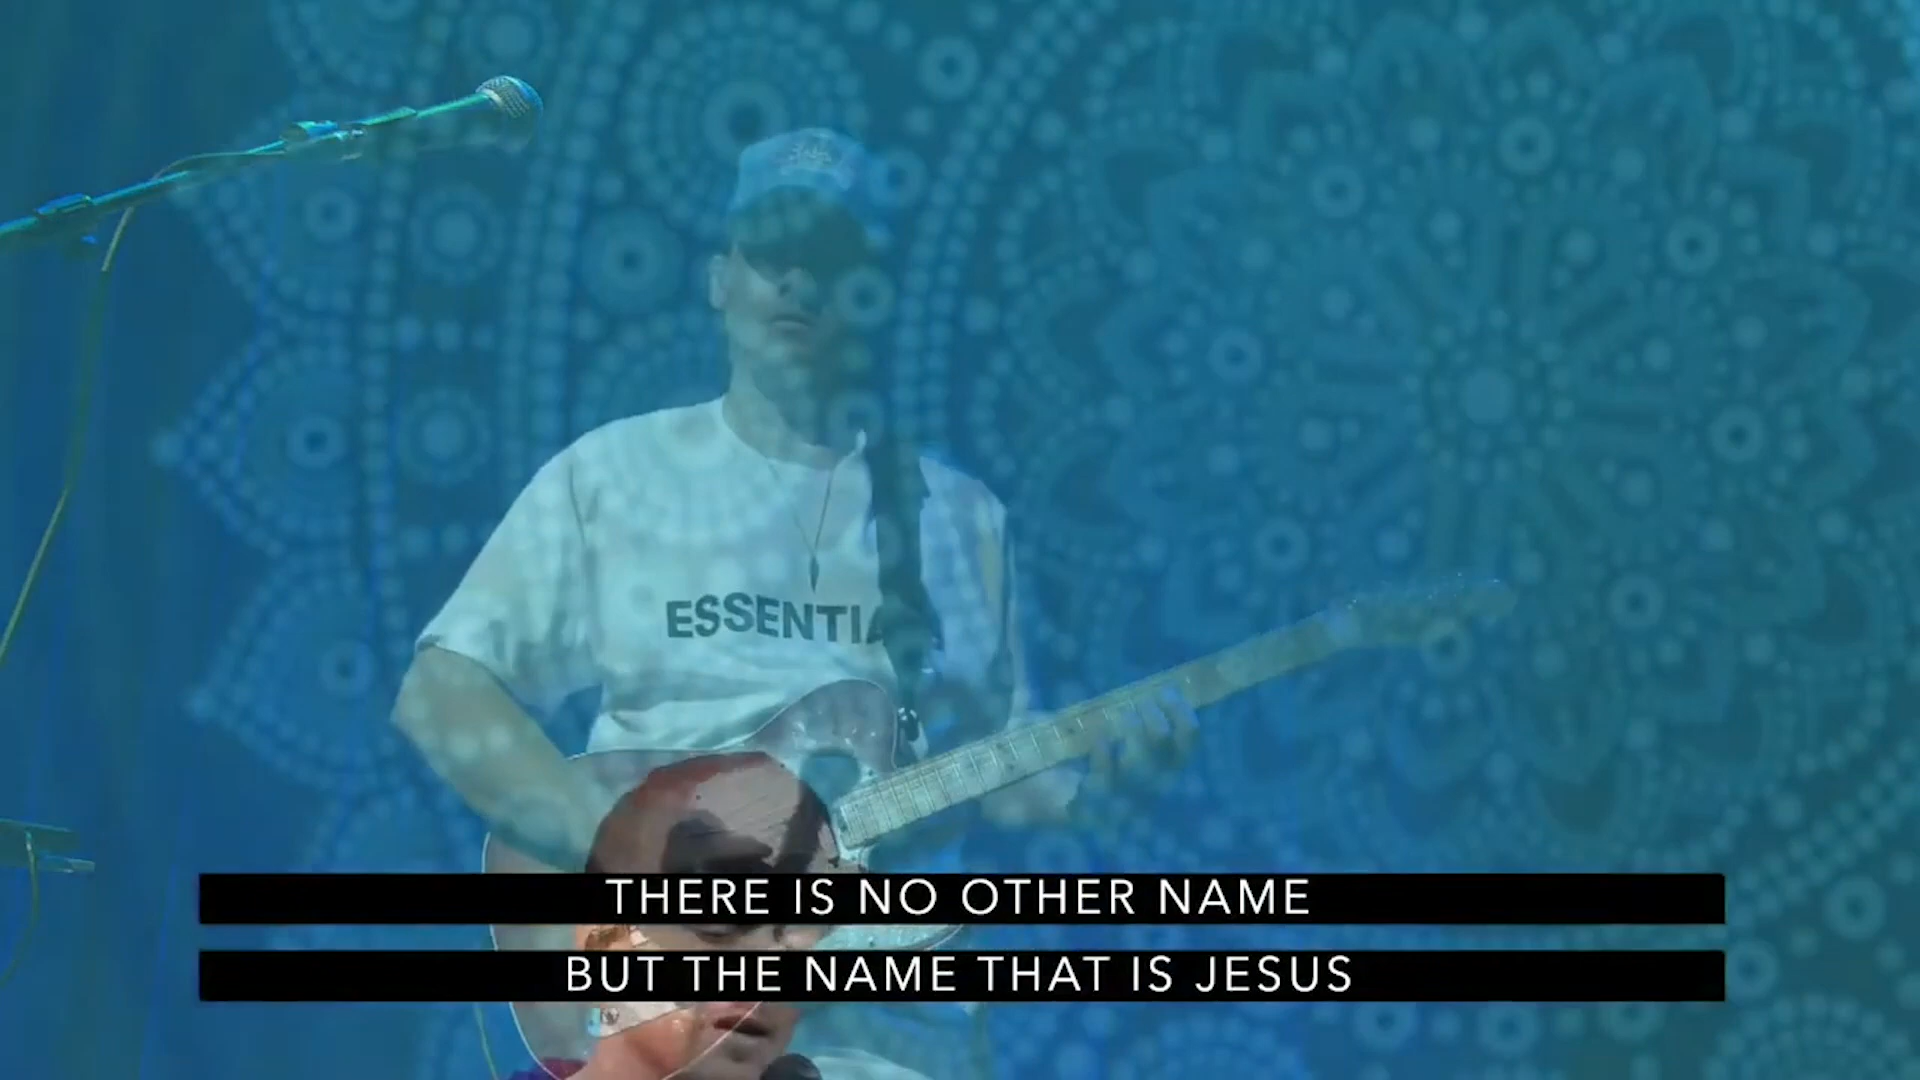 ESSENTIA
THERE IS NO OTHER NAME
BUT THE NAME THAT IS JESUS